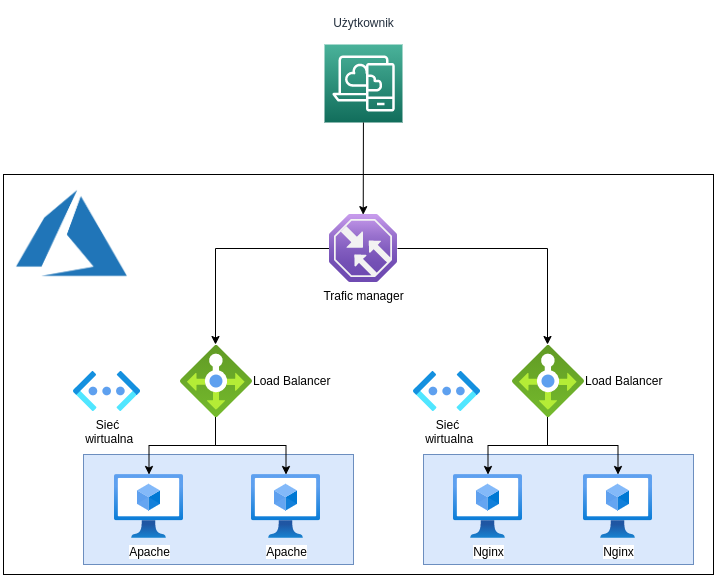 Użytkownik
Trafic manager
Load Balancer
Load Balancer
Sieć
wirtualna
Sieć
wirtualna
Apache
Apache
Nginx
Nginx